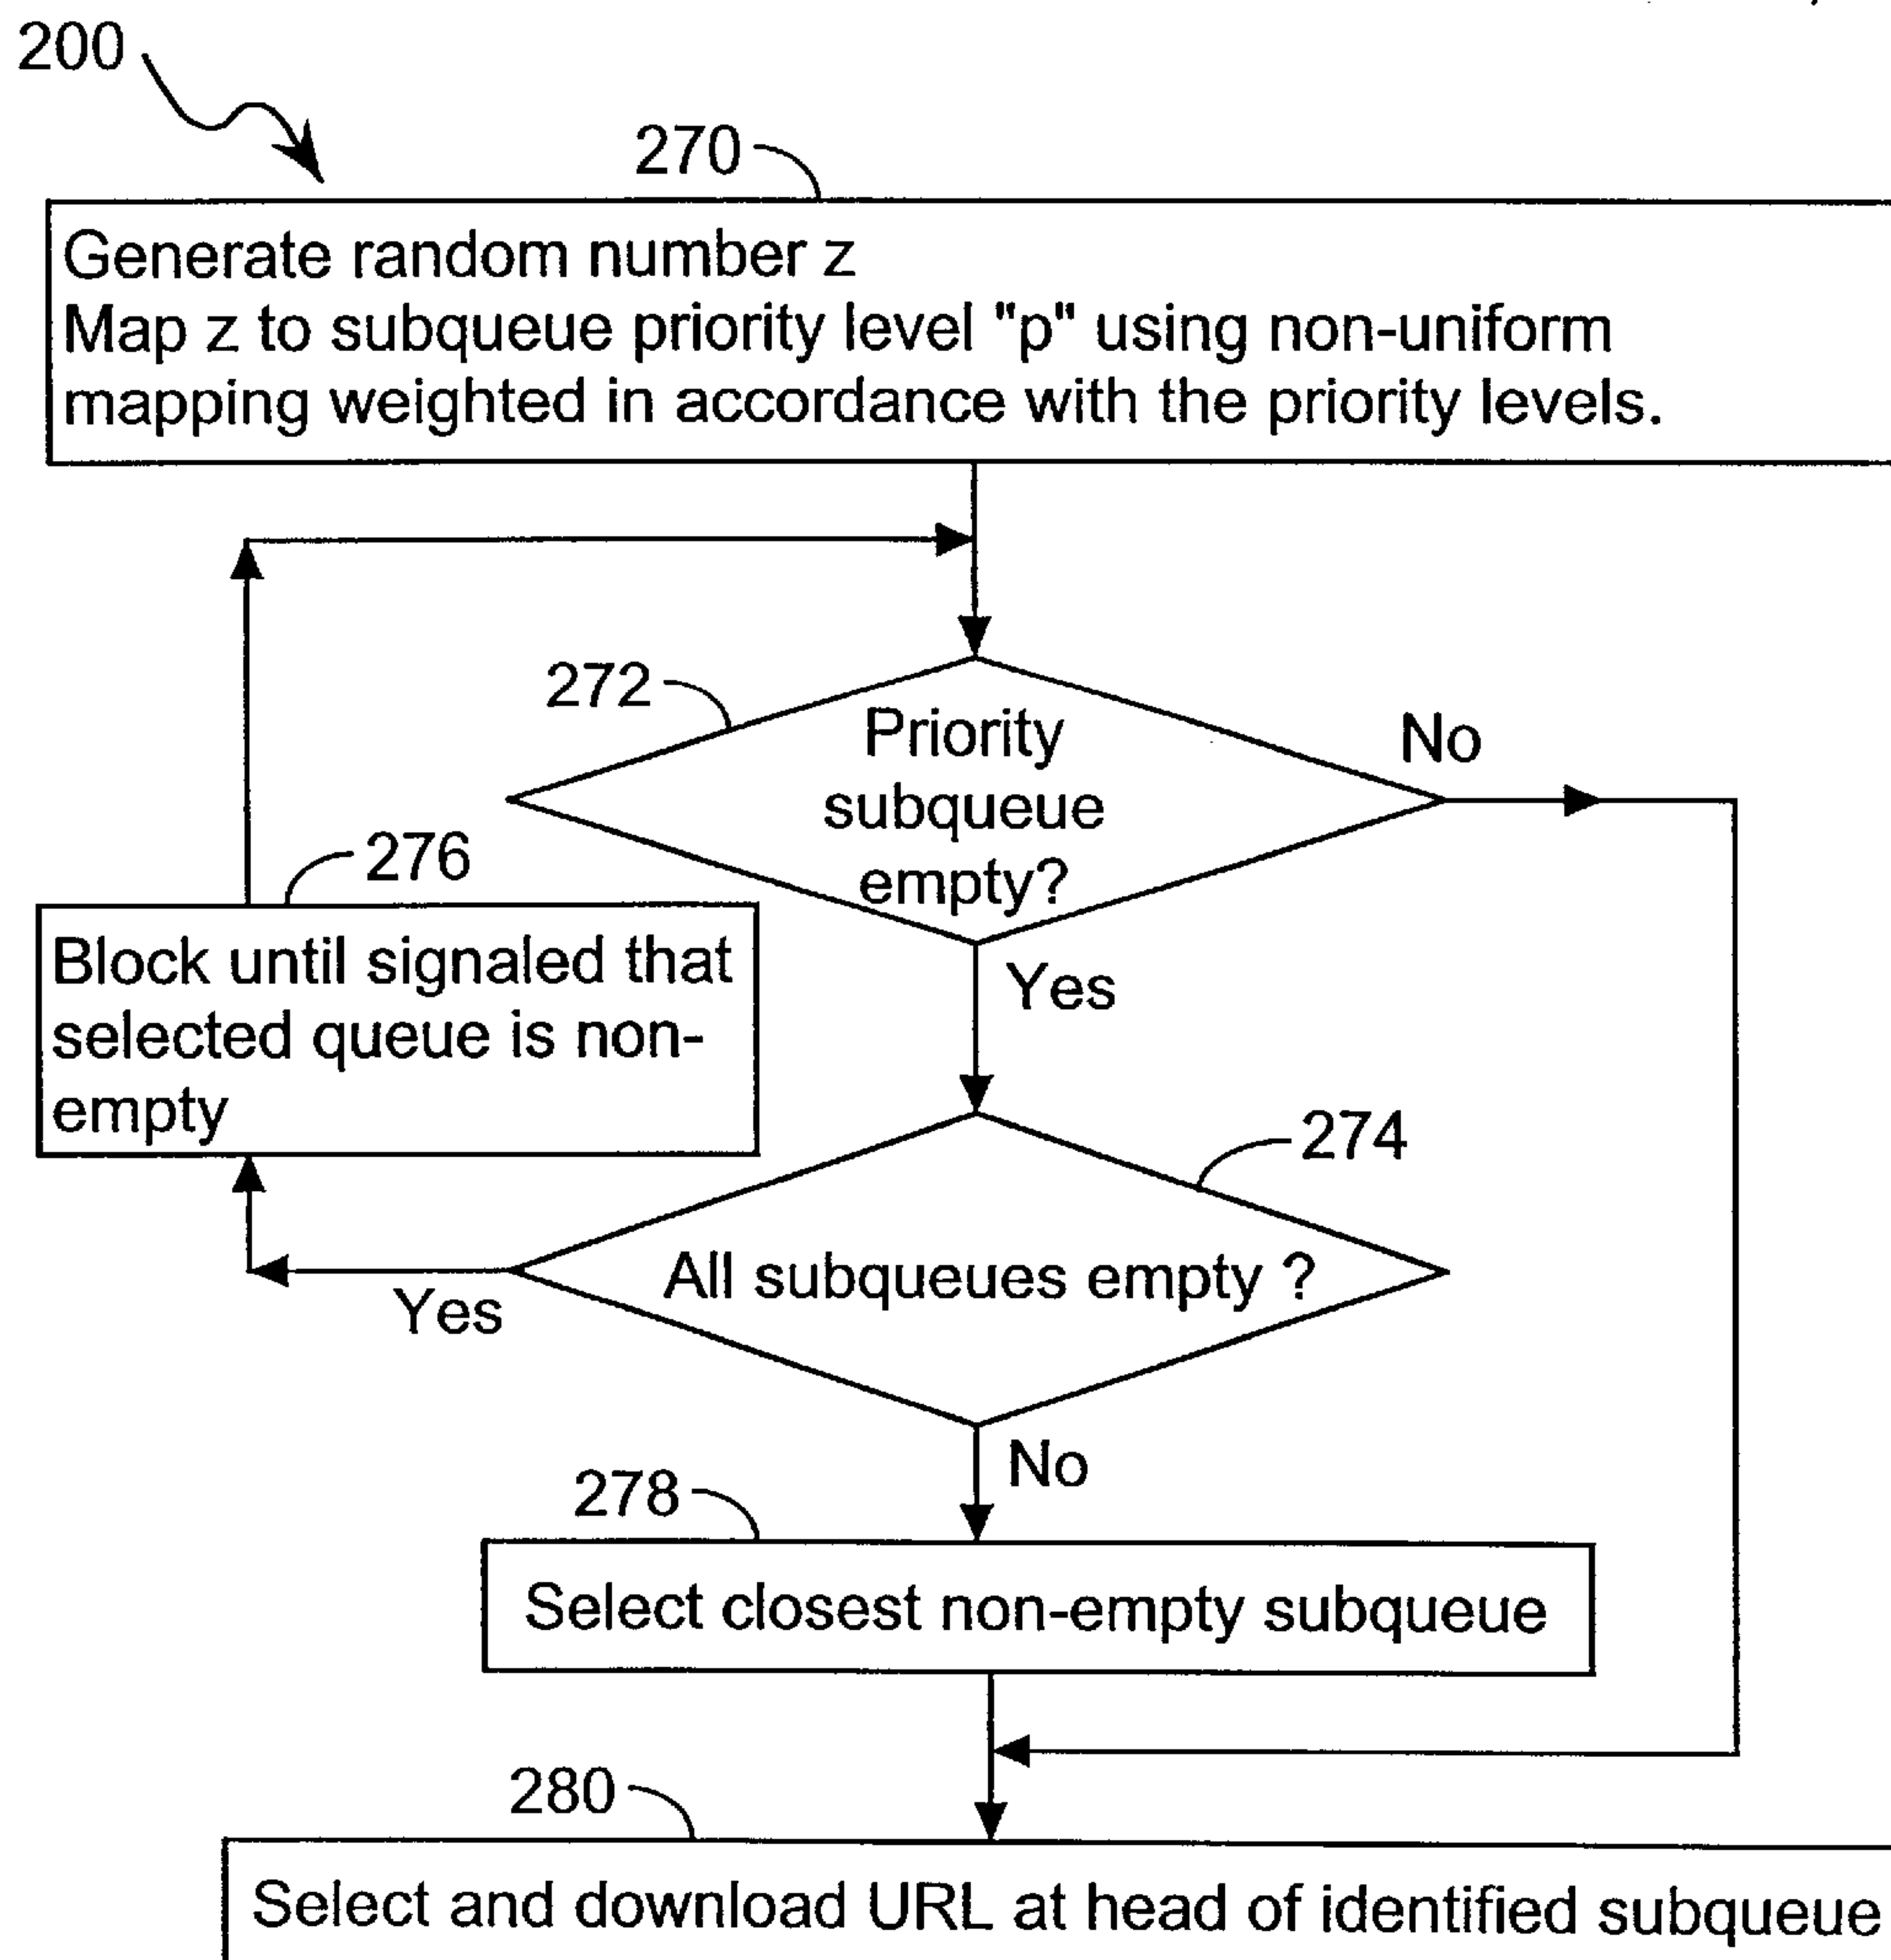 200
270
Generate random number z
Map z to subqueue priority level "p" using non-uniform
mapping weighted in accordance with the priority levels.
272
Priority
subqueue
empty?
No
276
Block until signaled that
selected queue is non-
empty
Yes
274
All subqueues empty ?
Yes
No
278
Select closest non-empty subqueue
280
Select and download URL at head of identified subqueue